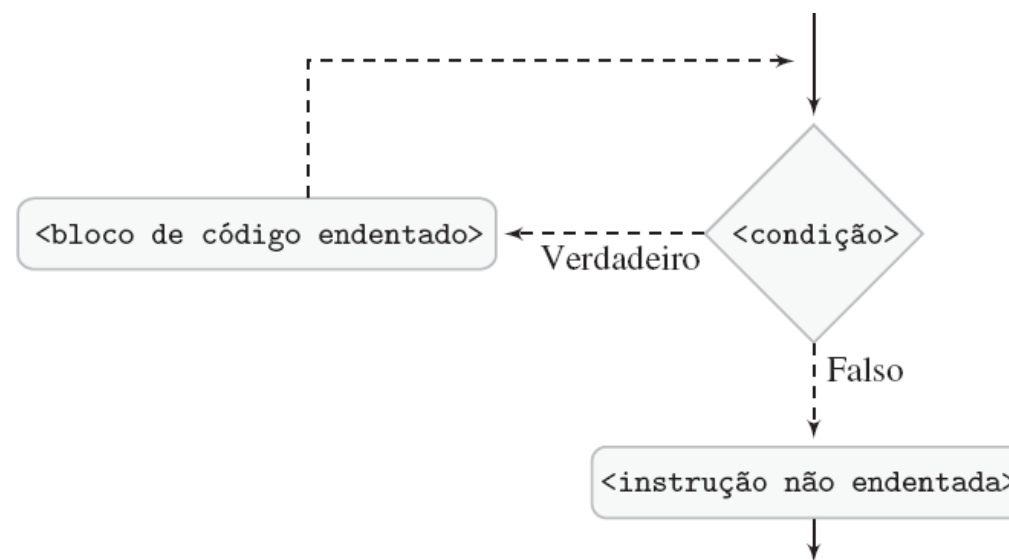 <condição>
<bloco de código endentado>
Verdadeiro
Falso
<instrução não endentada>